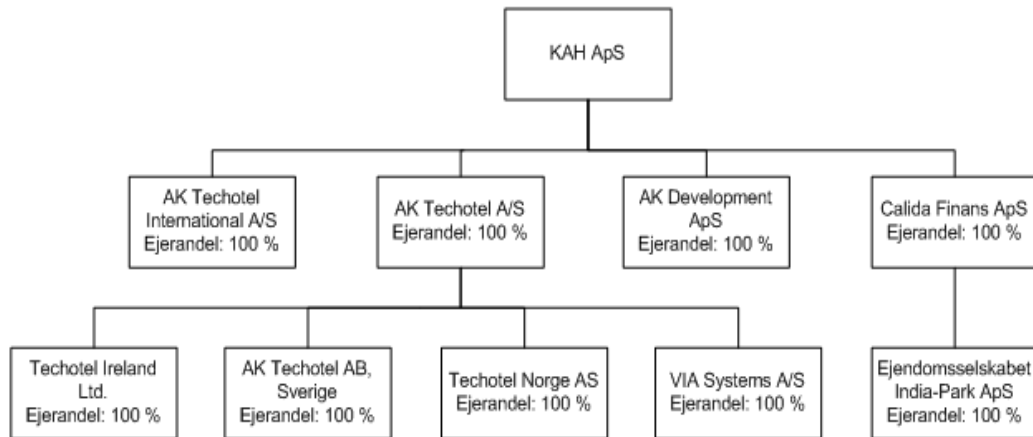 KAH ApS
AK Techotel
International A/S
Ejerandel: 100 %
AK Techotel A/S
Ejerandel: 100 %
AK Development
ApS
Ejerandel: 100 %
Calida Finans ApS
Ejerandel: 100 %
Techotel Ireland
Ltd.
Ejerandel: 100 %
AK Techotel AB,
Sverige
Ejerandel: 100 %
Techotel Norge AS
Ejerandel: 100 %
VIA Systems A/S
Ejerandel: 100 %
Ejendomsselskabet
India-Park ApS
Ejerandel: 100 %